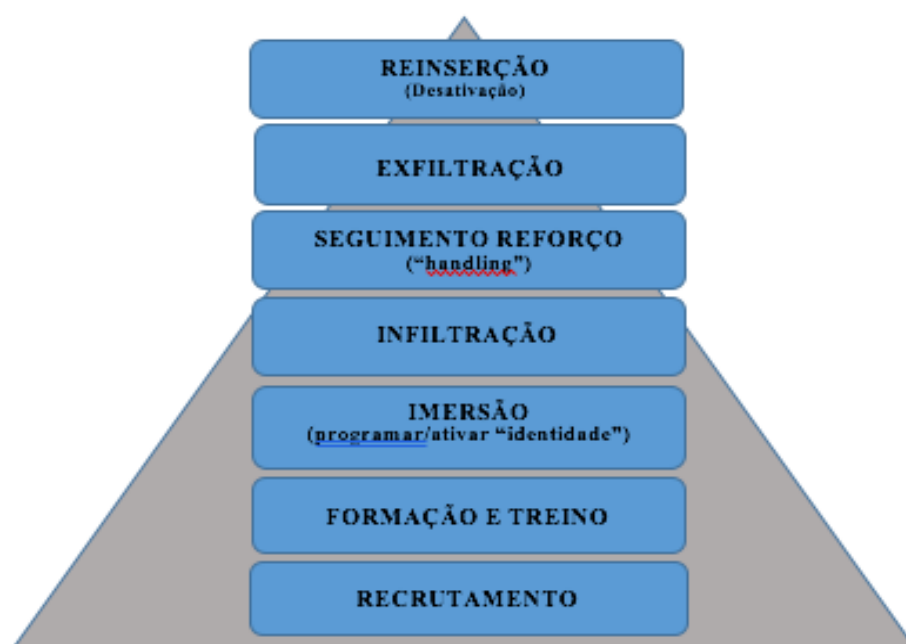 REINSERÇÃO
(Desativação)
EXFILTRAÇÃO
SEGUIMENTO REFORÇO
(“handling”)
INFILTRAÇÃO
IMERSÃO
(programar/ativar “identidade”)
FORMAÇÃO E TREINO
RECRUTAMENTO